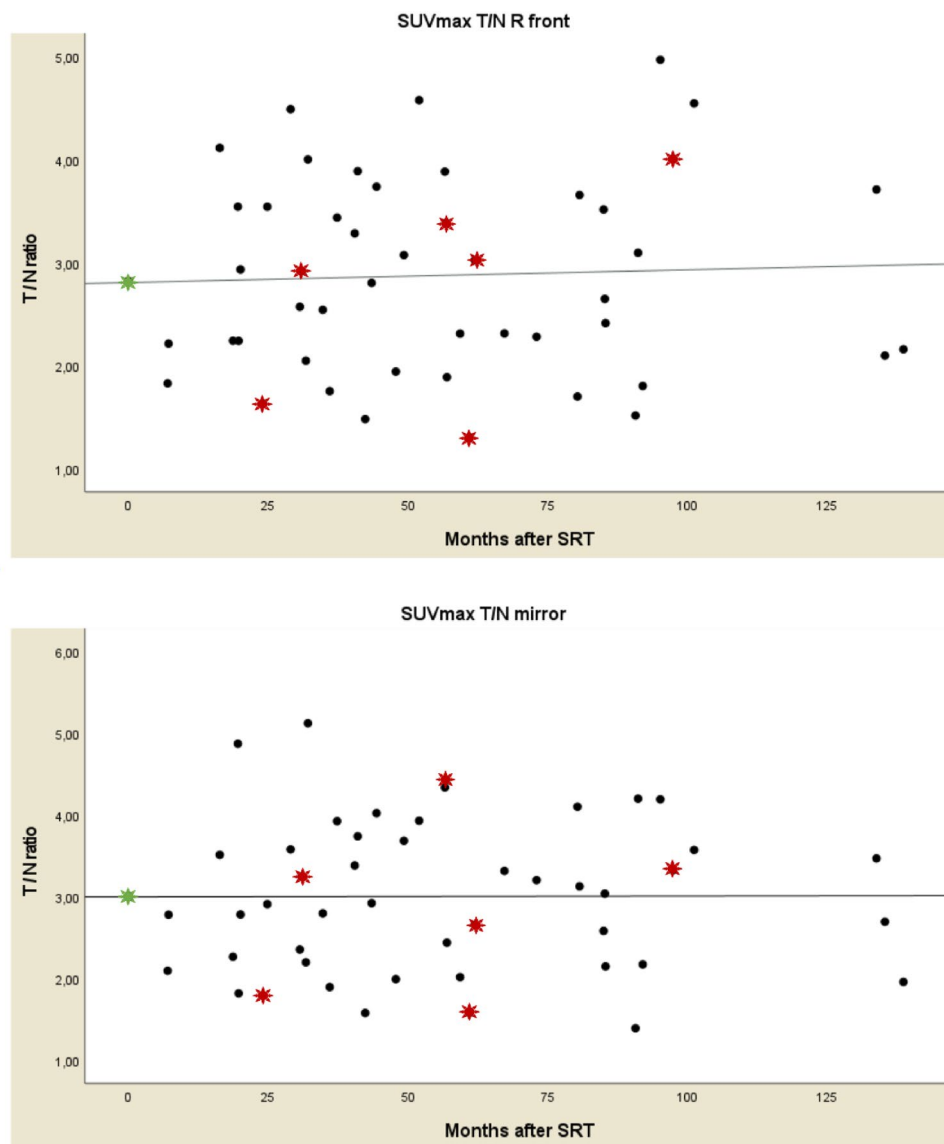 SUVmax T/N R front
5,00
4,00
3,00
2,00
1,00
T/N ratio
0 25 50 75 100 125
Months after SRT
SUVmax T/N mirror
6,00
5,00
4,00
3,00
2,00
1,00
T/N ratio
0 25 50 75 100 125
Months after SRT